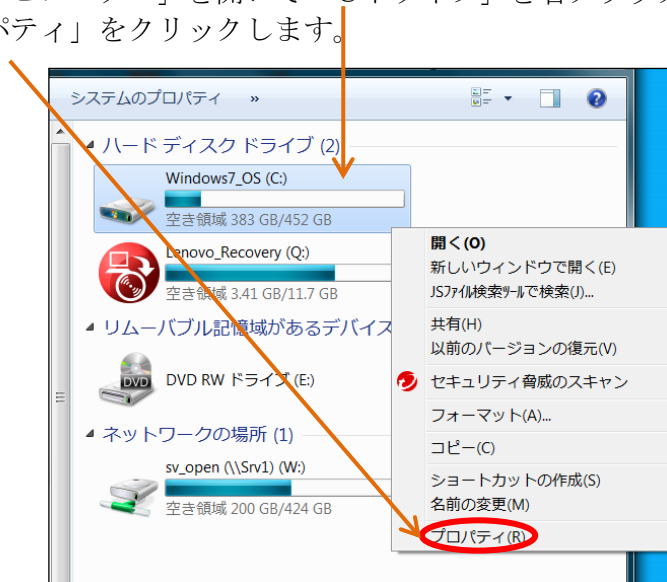 パティ」をクリックします。
システムのプロパティ »
ハード ディスク ドライブ (2)
Windows7_OS (C:)
空き領域 383 GB/452 GB
Lenovo_Recovery (Q:)
空き領域 3.41 GB/11.7 GB
リムーバブル記憶域があるデバイス
DVD
DVD RW ドライブ (E:)
ネットワークの場所 (1)
sv_open (\\Srv1) (W:)
空き領域 200 GB/424 GB
開く(O)
新しいウィンドウで開く(E)
JSファイル検索ツールで検索(J)...
共有(H)
以前のバージョンの復元(V)
セキュリティ脅威のスキャン
フォーマット(A)...
コピー(C)
ショートカットの作成(S)
名前の変更(M)
プロパティ(R)